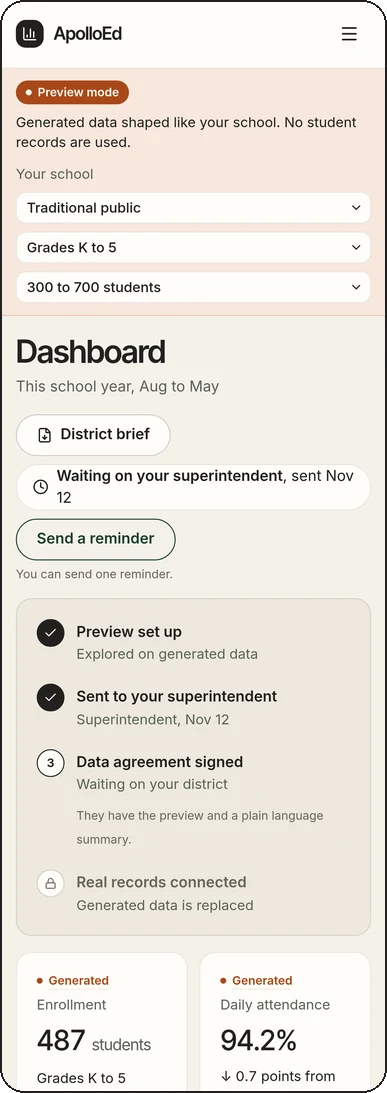 ApolloEd
Preview mode
Generated data shaped like your school. No student
records are used.
Your school
Traditional public
Grades K to 5
300 to 700 students
Dashboard
This school year, Aug to May
District brief
Waiting on your superintendent, sent Nov
12
Send a reminder
You can send one reminder.
Preview set up
Explored on generated data
Sent to your superintendent
Superintendent, Nov 12
3
Data agreement signed
Waiting on your district
They have the preview and a plain language
summary.
Real records connected
Generated data is replaced
Generated
Enrollment
487 students
Grades K to 5
Generated
Daily attendance
94.2%
↓ 0.7 points from